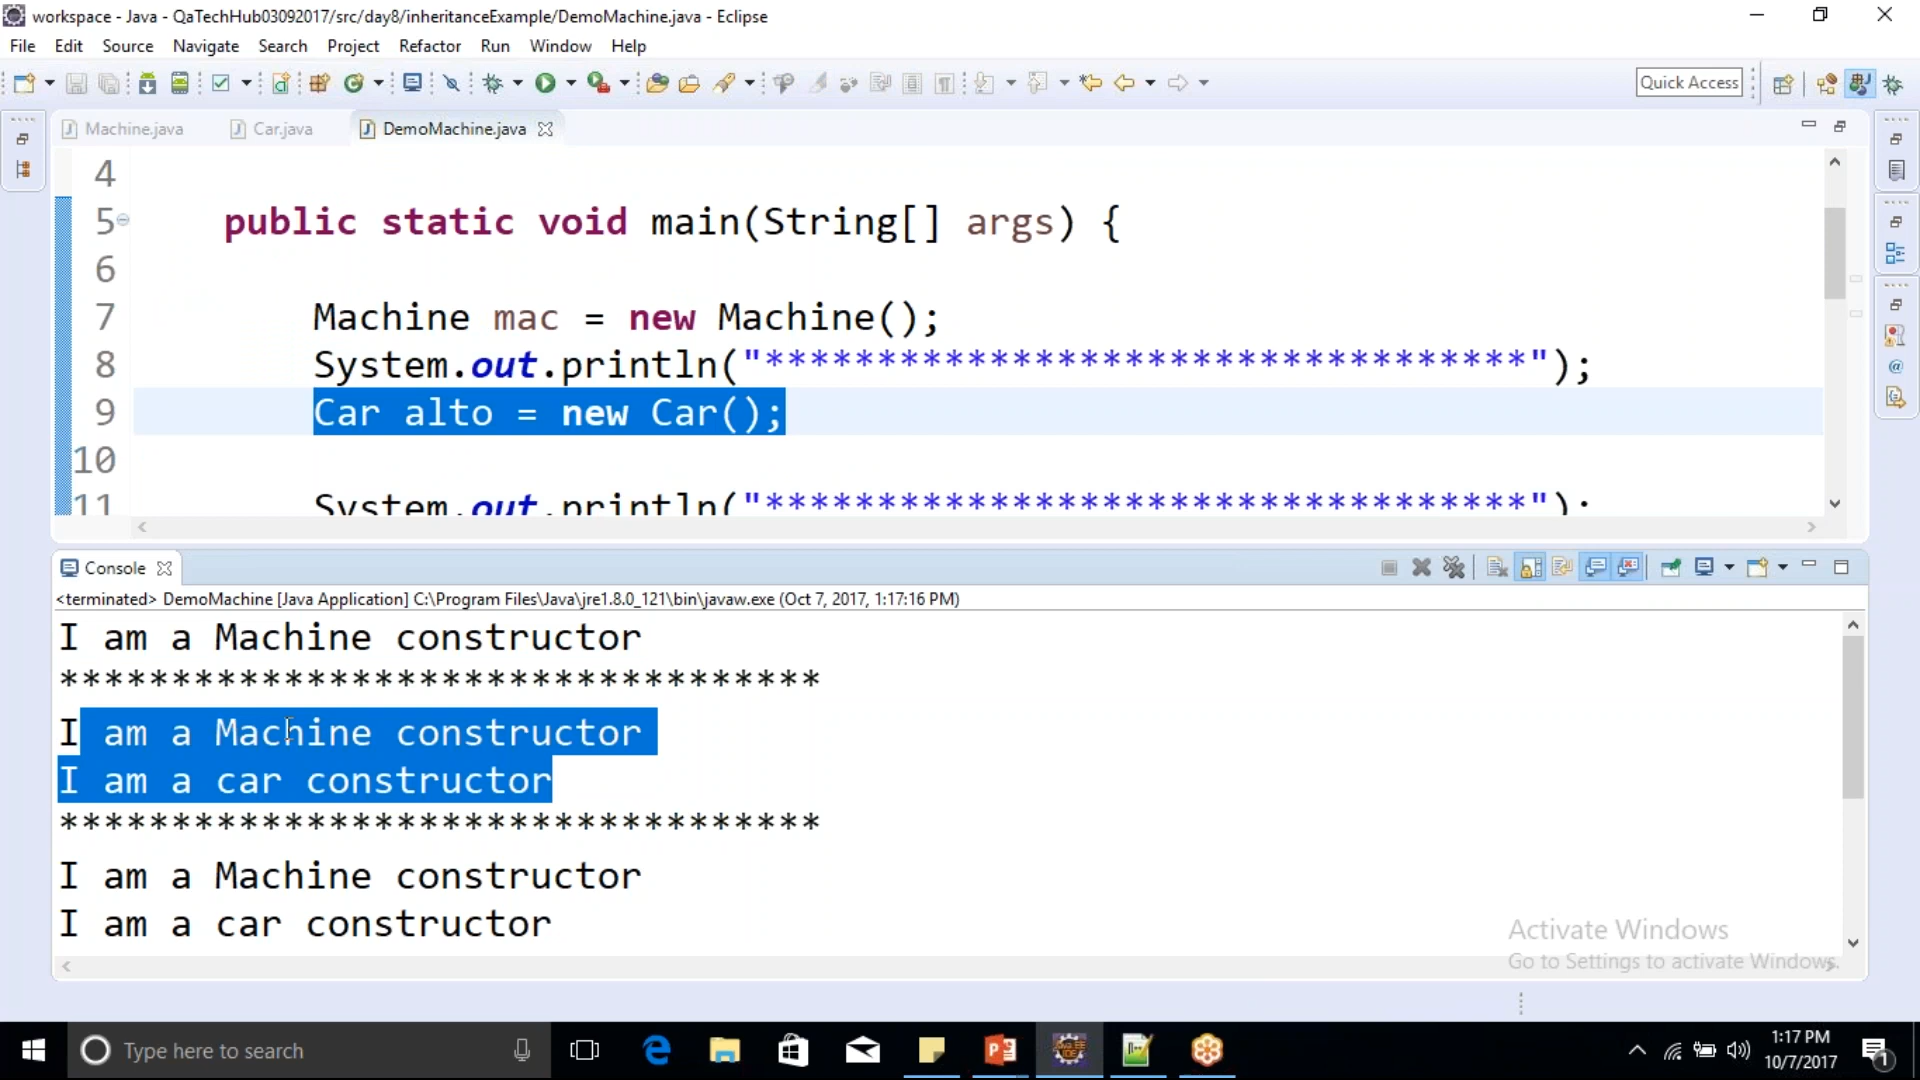 workspace - Java - QaTechHub03092017/src/day8/inheritanceExample/DemoMachine.java - Eclipse
File Edit Source Navigate Search Project Refactor Run Window Help
Quick Access
Machine.java Car.java DemoMachine.java
4
5 public static void main(String[] args) {
6
7 Machine mac = new Machine();
8 System.out.println("**********************************");
9 Car alto = new Car();
10
11 System.out.println("**********************************");
Console
<terminated> DemoMachine [Java Application] C:\Program Files\Java\jre1.8.0_121\bin\javaw.exe (Oct 7, 2017, 1:17:16 PM)
I am a Machine constructor
**********************************
I am a Machine constructor
I am a car constructor
**********************************
I am a Machine constructor
I am a car constructor
Activate Windows
Go to Settings to activate Windows.
Type here to search
1:17 PM
10/7/2017
1